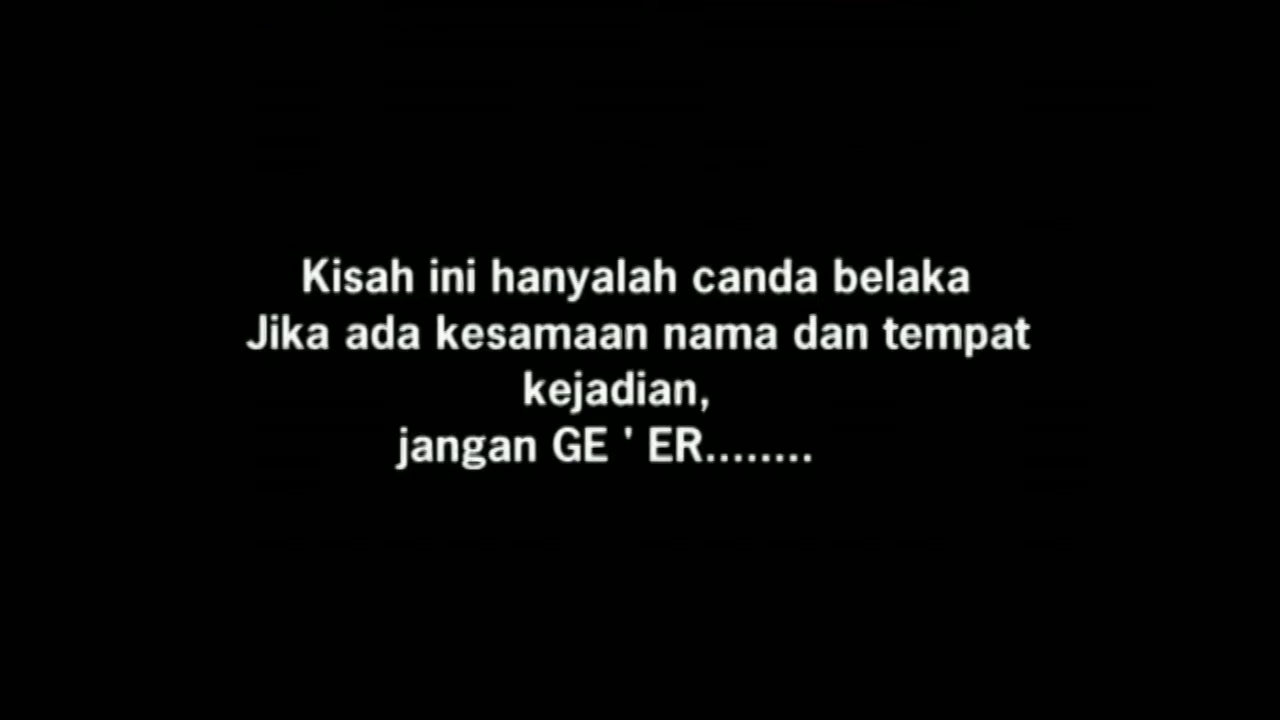 Kisah ini hanyalah canda belaka
Jika ada kesamaan nama dan tempat
kejadian,
jangan GE ' ER........